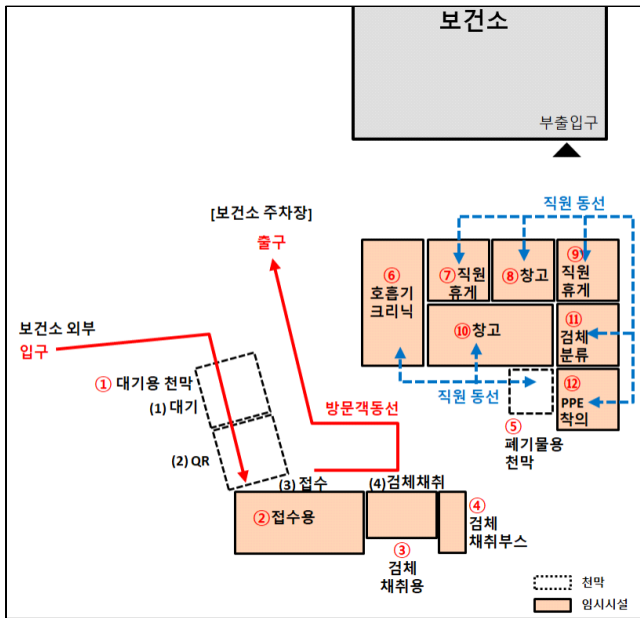 보건소
부출입구
직원 동선
[보건소 주차장]
출구
⑥
호흡기
크리닉
⑦직원
휴게
⑧창고
⑨
직원
휴게
보건소 외부
입구
⑩창고
⑪
검체
분류
① 대기용 천막
(1) 대기
방문객동선
직원 동선
⑫
PPE
착의
⑤
폐기물용
천막
(2) QR
(3) 접수
(4)검체채취
②접수용
④
검체
채취부스
③
검체
채취용
천막
임시시설